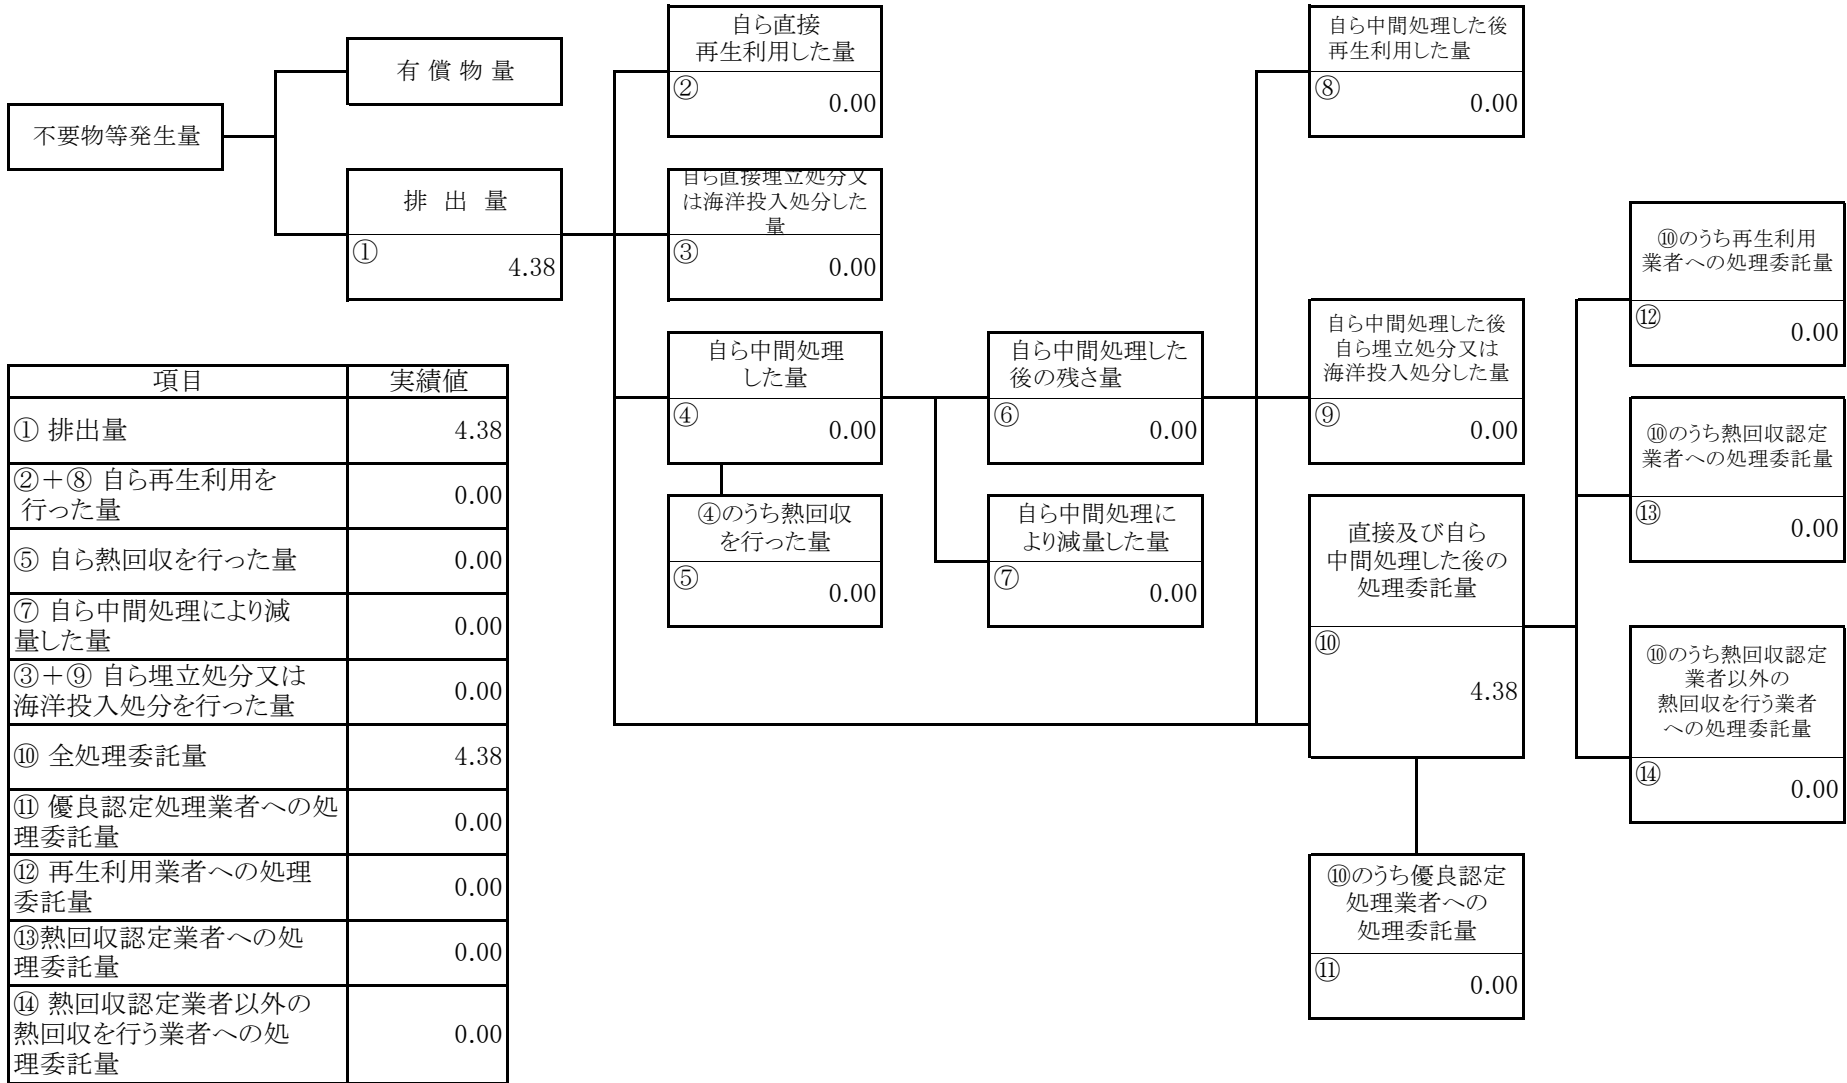 不要物等発生量
有 償 物 量
排 出 量
①
4.38
自ら直接
再生利用した量
②
0.00
自ら直接埋立処分又
は海洋投入処分した
量
③
0.00
自ら中間処理
した量
④
0.00
④のうち熱回収
を行った量
⑤
0.00
自ら中間処理した
後の残さ量
⑥
0.00
自ら中間処理に
より減量した量
⑦
0.00
自ら中間処理した後
再生利用した量
⑧
0.00
自ら中間処理した後
自ら埋立処分又は
海洋投入処分した量
⑨
0.00
直接及び自ら
中間処理した後の
処理委託量
⑩
4.38
⑩のうち優良認定
処理業者への
処理委託量
⑪
0.00
⑩のうち再生利用
業者への処理委託量
⑫
0.00
⑩のうち熱回収認定
業者への処理委託量
⑬
0.00
⑩のうち熱回収認定
業者以外の
熱回収を行う業者
への処理委託量
⑭
0.00
項目 実績値
① 排出量 4.38
②+⑧ 自ら再生利用を
行った量
0.00
⑤ 自ら熱回収を行った量 0.00
⑦ 自ら中間処理により減
量した量
0.00
③+⑨ 自ら埋立処分又は
海洋投入処分を行った量
0.00
⑩ 全処理委託量 4.38
⑪ 優良認定処理業者への処
理委託量
0.00
⑫ 再生利用業者への処理
委託量
0.00
⑬熱回収認定業者への処
理委託量
0.00
⑭ 熱回収認定業者以外の
熱回収を行う業者への処
理委託量
0.00